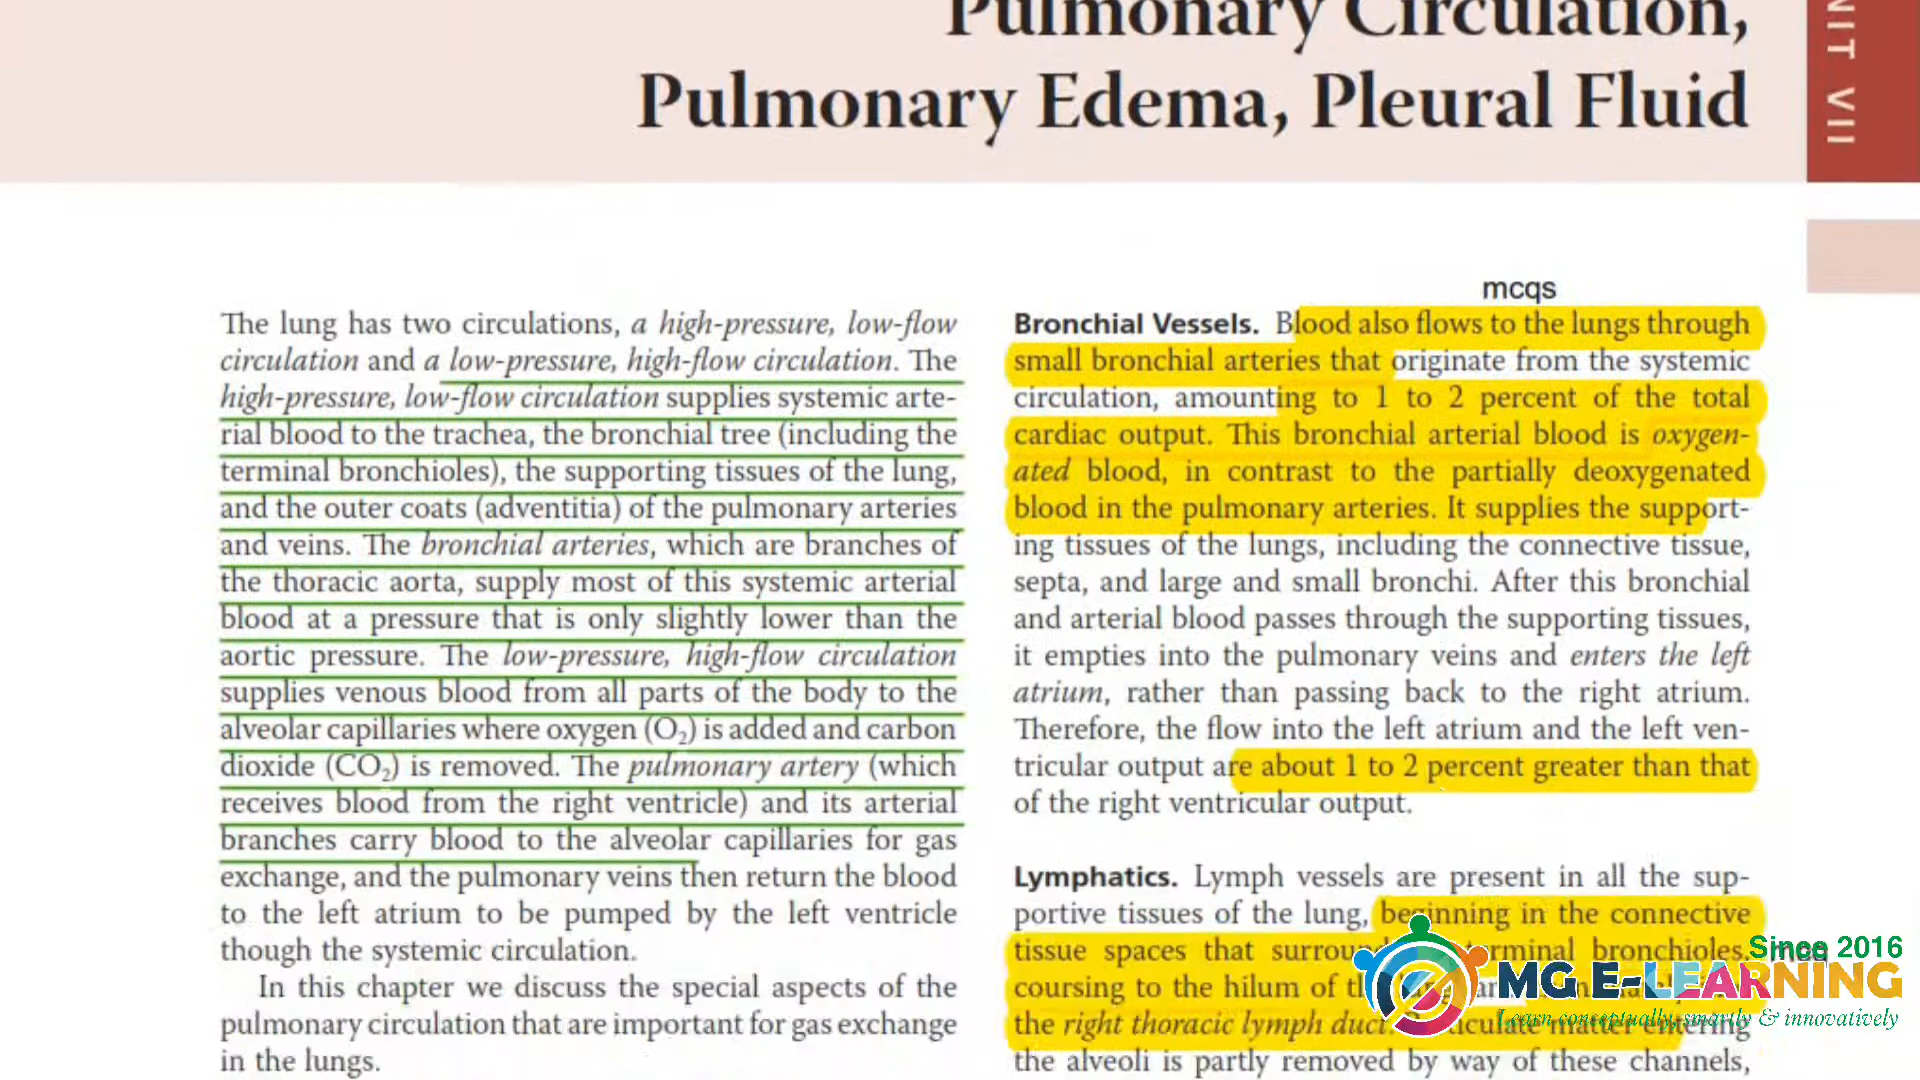 Pulmonary Circulation,
Pulmonary Edema, Pleural Fluid
NIT VII
The lung has two circulations, a high-pressure, low-flow
circulation and a low-pressure, high-flow circulation. The
high-pressure, low-flow circulation supplies systemic arte-
rial blood to the trachea, the bronchial tree (including the
terminal bronchioles), the supporting tissues of the lung,
and the outer coats (adventitia) of the pulmonary arteries
and veins. The bronchial arteries, which are branches of
the thoracic aorta, supply most of this systemic arterial
blood at a pressure that is only slightly lower than the
aortic pressure. The low-pressure, high-flow circulation
supplies venous blood from all parts of the body to the
alveolar capillaries where oxygen (O₂) is added and carbon
dioxide (CO₂) is removed. The pulmonary artery (which
receives blood from the right ventricle) and its arterial
branches carry blood to the alveolar capillaries for gas
exchange, and the pulmonary veins then return the blood
to the left atrium to be pumped by the left ventricle
though the systemic circulation.
In this chapter we discuss the special aspects of the
pulmonary circulation that are important for gas exchange
in the lungs.
mcqs
Bronchial Vessels. Blood also flows to the lungs through
small bronchial arteries that originate from the systemic
circulation, amounting to 1 to 2 percent of the total
cardiac output. This bronchial arterial blood is oxygen-
ated blood, in contrast to the partially deoxygenated
blood in the pulmonary arteries. It supplies the support-
ing tissues of the lungs, including the connective tissue,
septa, and large and small bronchi. After this bronchial
and arterial blood passes through the supporting tissues,
it empties into the pulmonary veins and enters the left
atrium, rather than passing back to the right atrium.
Therefore, the flow into the left atrium and the left ven-
tricular output are about 1 to 2 percent greater than that
of the right ventricular output.
Lymphatics. Lymph vessels are present in all the sup-
portive tissues of the lung, beginning in the connective
tissue spaces that surround terminal bronchioles.
coursing to the hilum of the
the right thoracic lymph duct. Particulate matter entering
the alveoli is partly removed by way of these channels,
Since 2016
MG E-LEARNING
Learn conceptually, smartly & innovatively